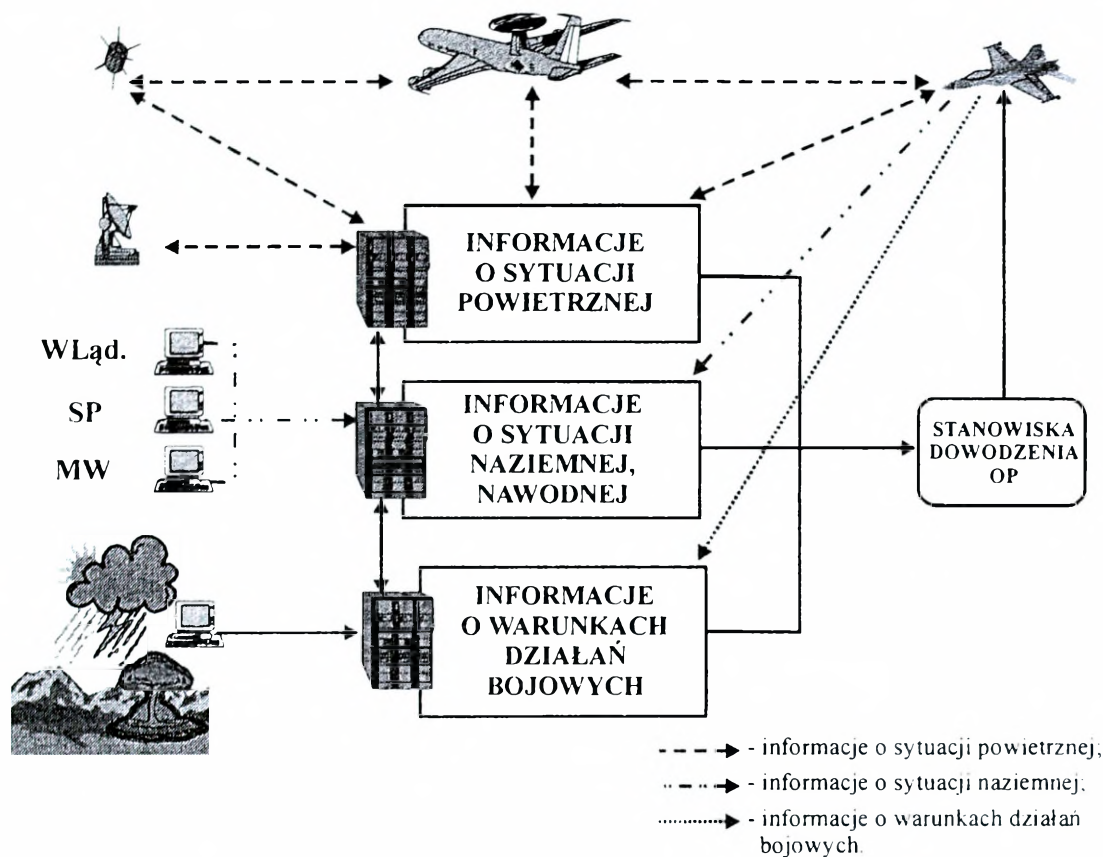 INFORMACJE
O SYTUACJI
POWIETRZNEJ
WLąd.
SP
MW
INFORMACJE
O SYTUACJI
NAZIEMNEJ,
NAWODNEJ
STANOWISKA
DOWODZENIA
OP
INFORMACJE
O WARUNKACH
DZIAŁAŃ
BOJOWYCH
- informacje o sytuacji powietrznej;
- informacje o sytuacji naziemnej;
- informacje o warunkach działań
bojowych.